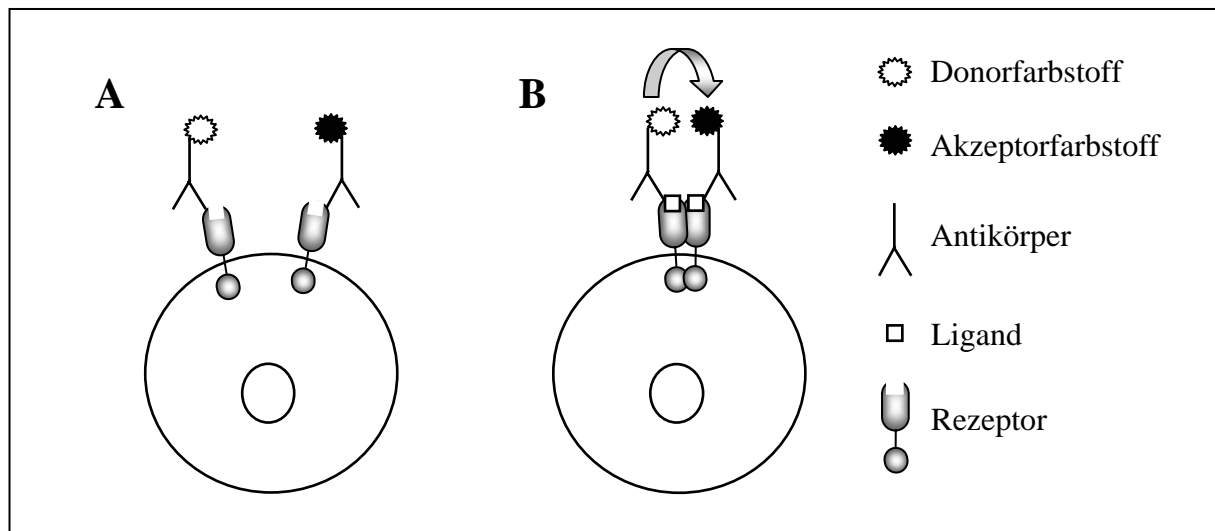 A
B
Donorfarbstoff
Akzeptorfarbstoff
Antikörper
Ligand
Rezeptor